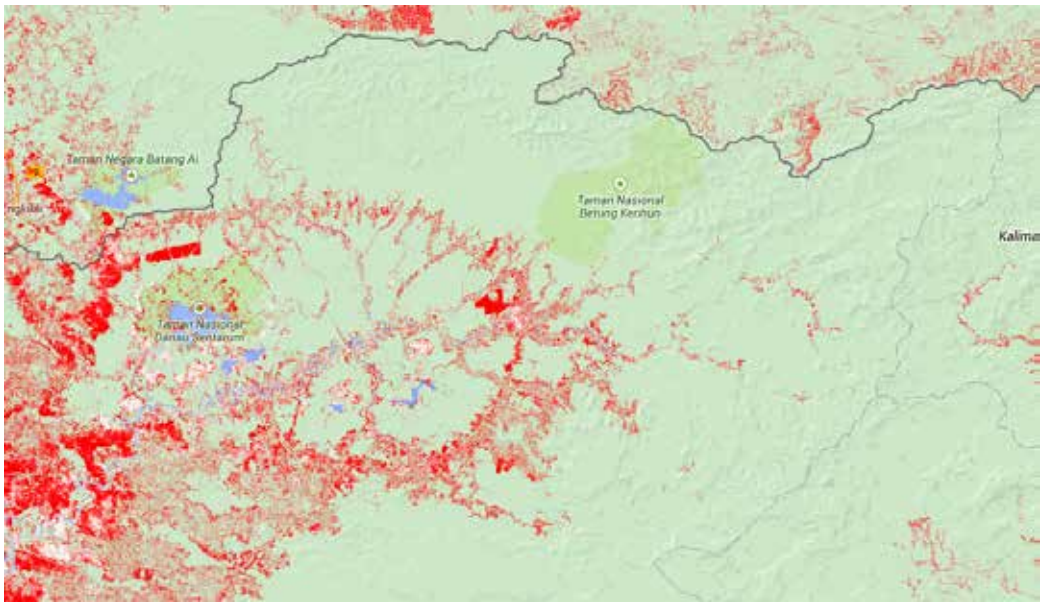 Taman Negara Batang Ai
Taman Nasional
Betung Kerihun
Kalima
Taman Nasional
Danau Sentarum